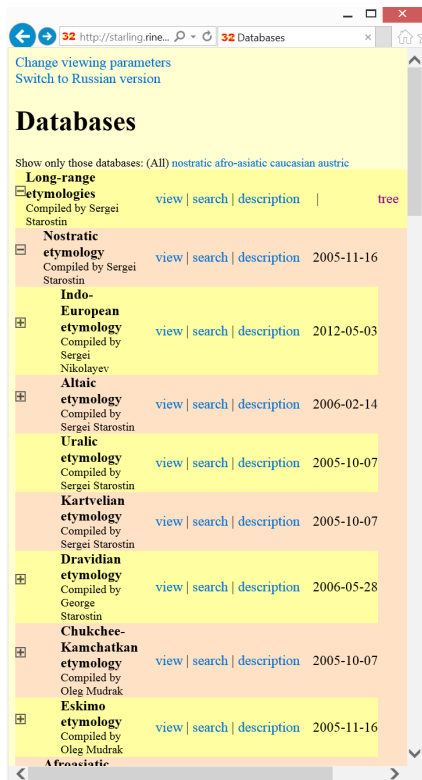 32 http://starling.rine... 32 Databases
Change viewing parameters
Switch to Russian version
Databases
Show only those databases: (All) nostratic afro-asiatic caucasian austric
Long-range
etymologies
Compiled by Sergei
Starostin
view | search | description | tree
Nostratic
etymology
Compiled by Sergei
Starostin
view | search | description 2005-11-16
Indo-
European
etymology
Compiled by
Sergei
Nikolayev
view | search | description 2012-05-03
Altaic
etymology
Compiled by
Sergei Starostin
view | search | description 2006-02-14
Uralic
etymology
Compiled by
Sergei Starostin
view | search | description 2005-10-07
Kartvelian
etymology
Compiled by
Sergei Starostin
view | search | description 2005-10-07
Dravidian
etymology
Compiled by
George
Starostin
view | search | description 2006-05-28
Chukchee-
Kamchatkan
etymology
Compiled by
Oleg Mudrak
view | search | description 2005-10-07
Eskimo
etymology
Compiled by
Oleg Mudrak
view | search | description 2005-11-16
Afroasiatic